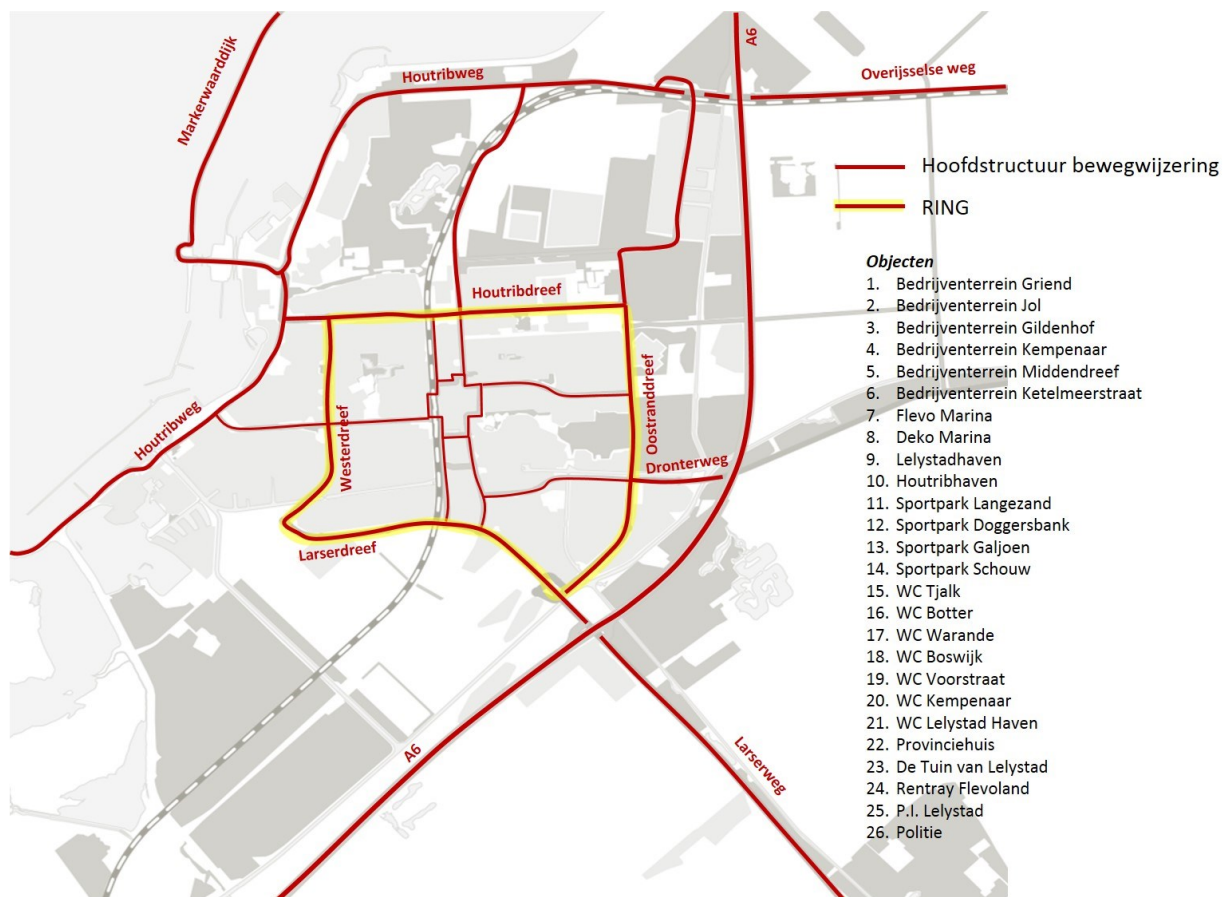 Markerwaarddijk
Houtribweg
A6
Overijsselse weg
Hoofdstructuur bewegwijzering
RING
Houtribdreef
Oostranddreef
Westerdreef
Houtribweg
Dronterweg
Larserdreef
A6
Larserweg
Objecten
1. Bedrijventerrein Griend
2. Bedrijventerrein Jol
3. Bedrijventerrein Gildenhof
4. Bedrijventerrein Kempenaar
5. Bedrijventerrein Middendreef
6. Bedrijventerrein Ketelmeerstraat
7. Flevo Marina
8. Deko Marina
9. Lelystadhaven
10. Houtribhaven
11. Sportpark Langezand
12. Sportpark Doggersbank
13. Sportpark Galjoen
14. Sportpark Schouw
15. WC Tjalk
16. WC Botter
17. WC Warande
18. WC Boswijk
19. WC Voorstraat
20. WC Kempenaar
21. WC Lelystad Haven
22. Provinciehuis
23. De Tuin van Lelystad
24. Rentray Flevoland
25. P.I. Lelystad
26. Politie